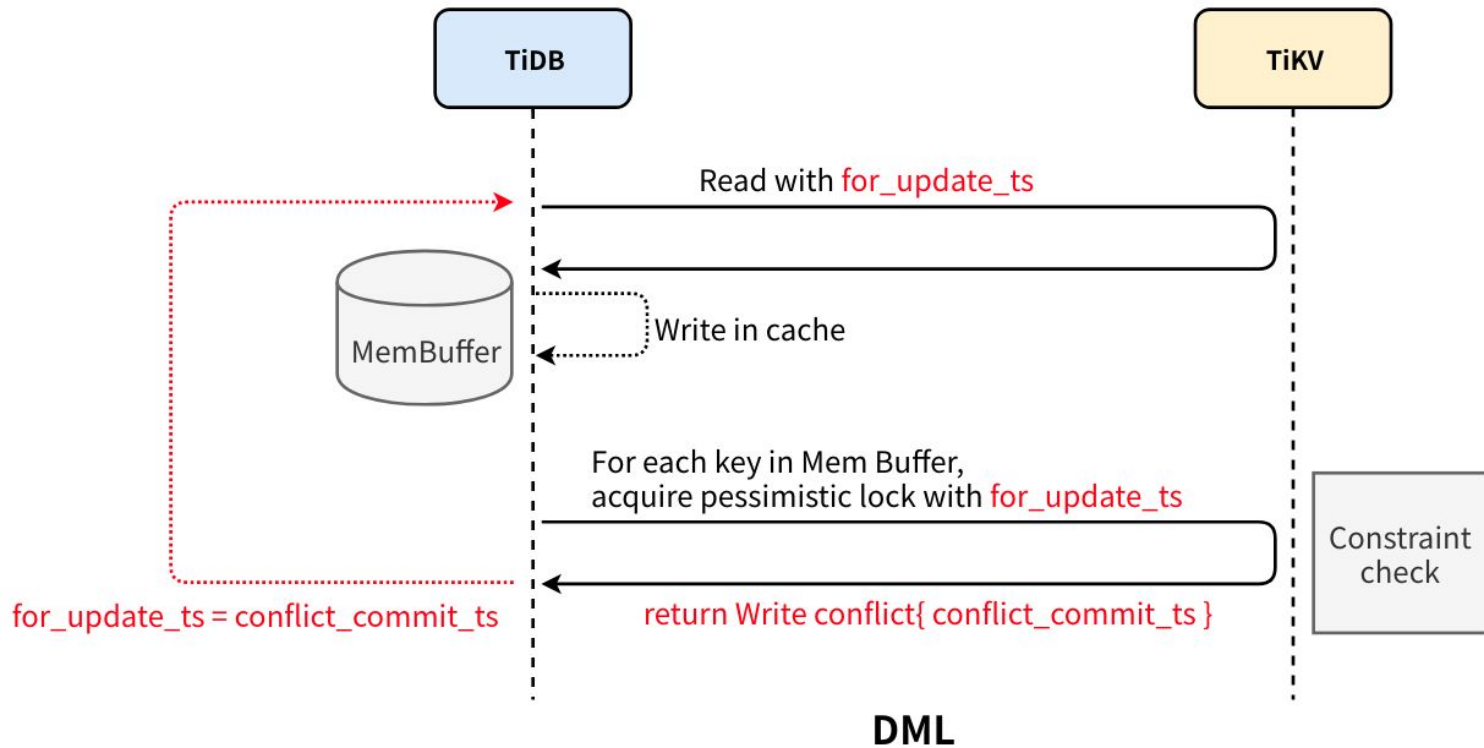 TiDB
TiKV
Read with for_update_ts
MemBuffer
Write in cache
For each key in Mem Buffer,
acquire pessimistic lock with for_update_ts
Constraint
check
for_update_ts = conflict_commit_ts
return Write conflict{ conflict_commit_ts }
DML